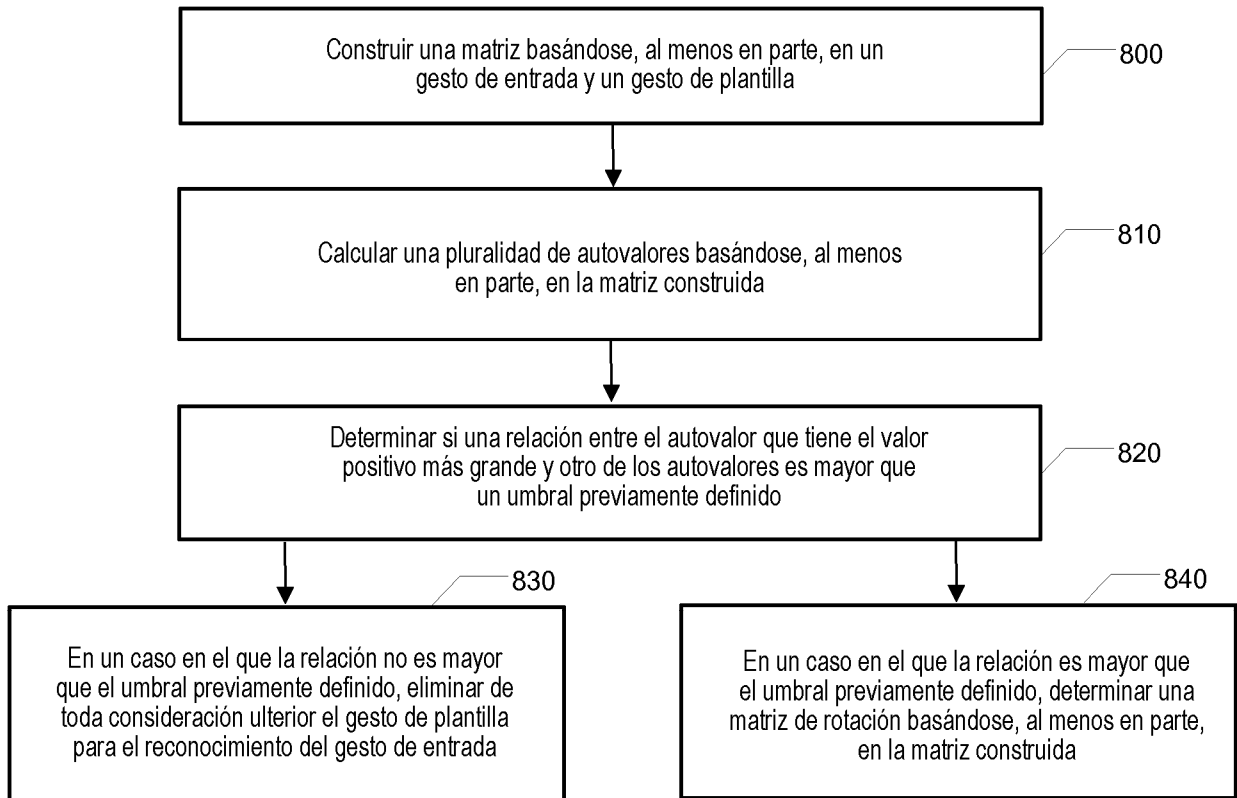 Construir una matriz basándose, al menos en parte, en un
gesto de entrada y un gesto de plantilla
800
Calcular una pluralidad de autovalores basándose, al menos
en parte, en la matriz construida
810
Determinar si una relación entre el autovalor que tiene el valor
positivo más grande y otro de los autovalores es mayor que
un umbral previamente definido
820
830
En un caso en el que la relación no es mayor
que el umbral previamente definido, eliminar de
toda consideración ulterior el gesto de plantilla
para el reconocimiento del gesto de entrada
840
En un caso en el que la relación es mayor que
el umbral previamente definido, determinar una
matriz de rotación basándose, al menos en parte,
en la matriz construida